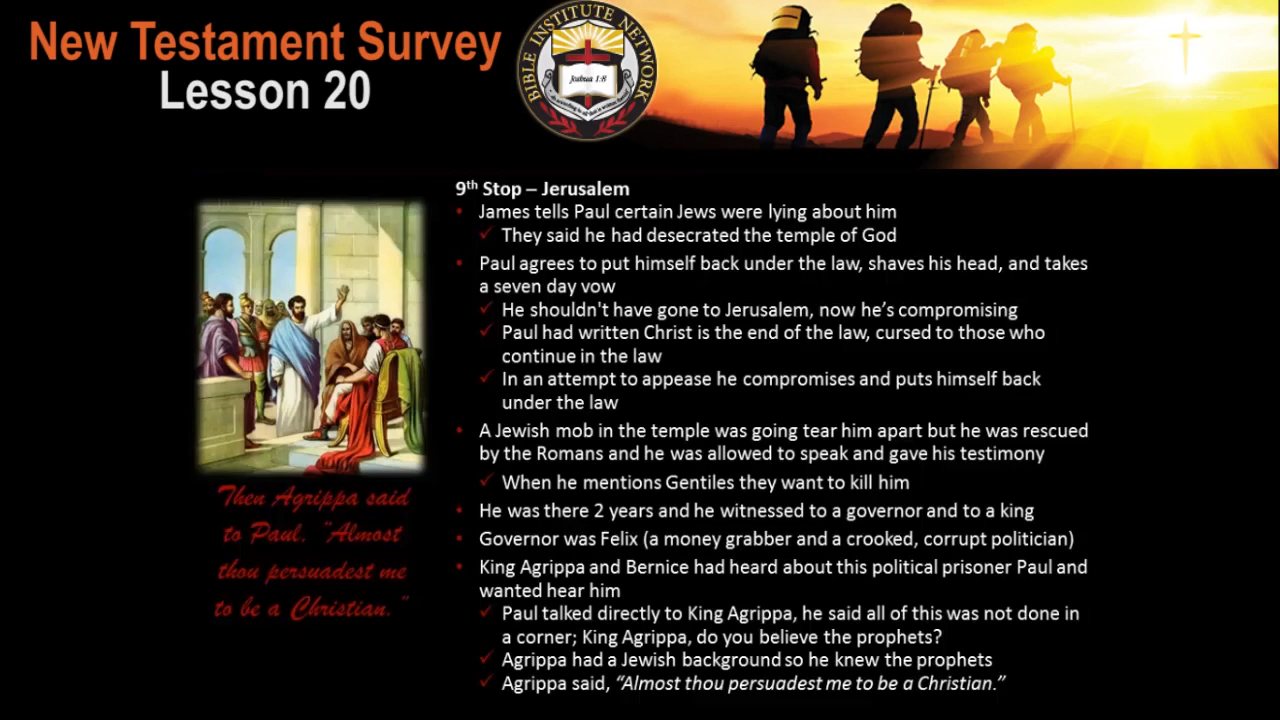 New Testament Survey
Lesson 20
BIBLE INSTITUTE NETWORK
Joshua 1:8
9th Stop – Jerusalem
• James tells Paul certain Jews were lying about him
✓ They said he had desecrated the temple of God
• Paul agrees to put himself back under the law, shaves his head, and takes
a seven day vow
✓ He shouldn't have gone to Jerusalem, now he’s compromising
✓ Paul had written Christ is the end of the law, cursed to those who
continue in the law
✓ In an attempt to appease he compromises and puts himself back
under the law
• A Jewish mob in the temple was going tear him apart but he was rescued
by the Romans and he was allowed to speak and gave his testimony
✓ When he mentions Gentiles they want to kill him
• He was there 2 years and he witnessed to a governor and to a king
• Governor was Felix (a money grabber and a crooked, corrupt politician)
• King Agrippa and Bernice had heard about this political prisoner Paul and
wanted hear him
✓ Paul talked directly to King Agrippa, he said all of this was not done in
a corner; King Agrippa, do you believe the prophets?
✓ Agrippa had a Jewish background so he knew the prophets
✓ Agrippa said, “Almost thou persuadest me to be a Christian.”
Then Agrippa said
to Paul, “Almost
thou persuadest me
to be a Christian.”